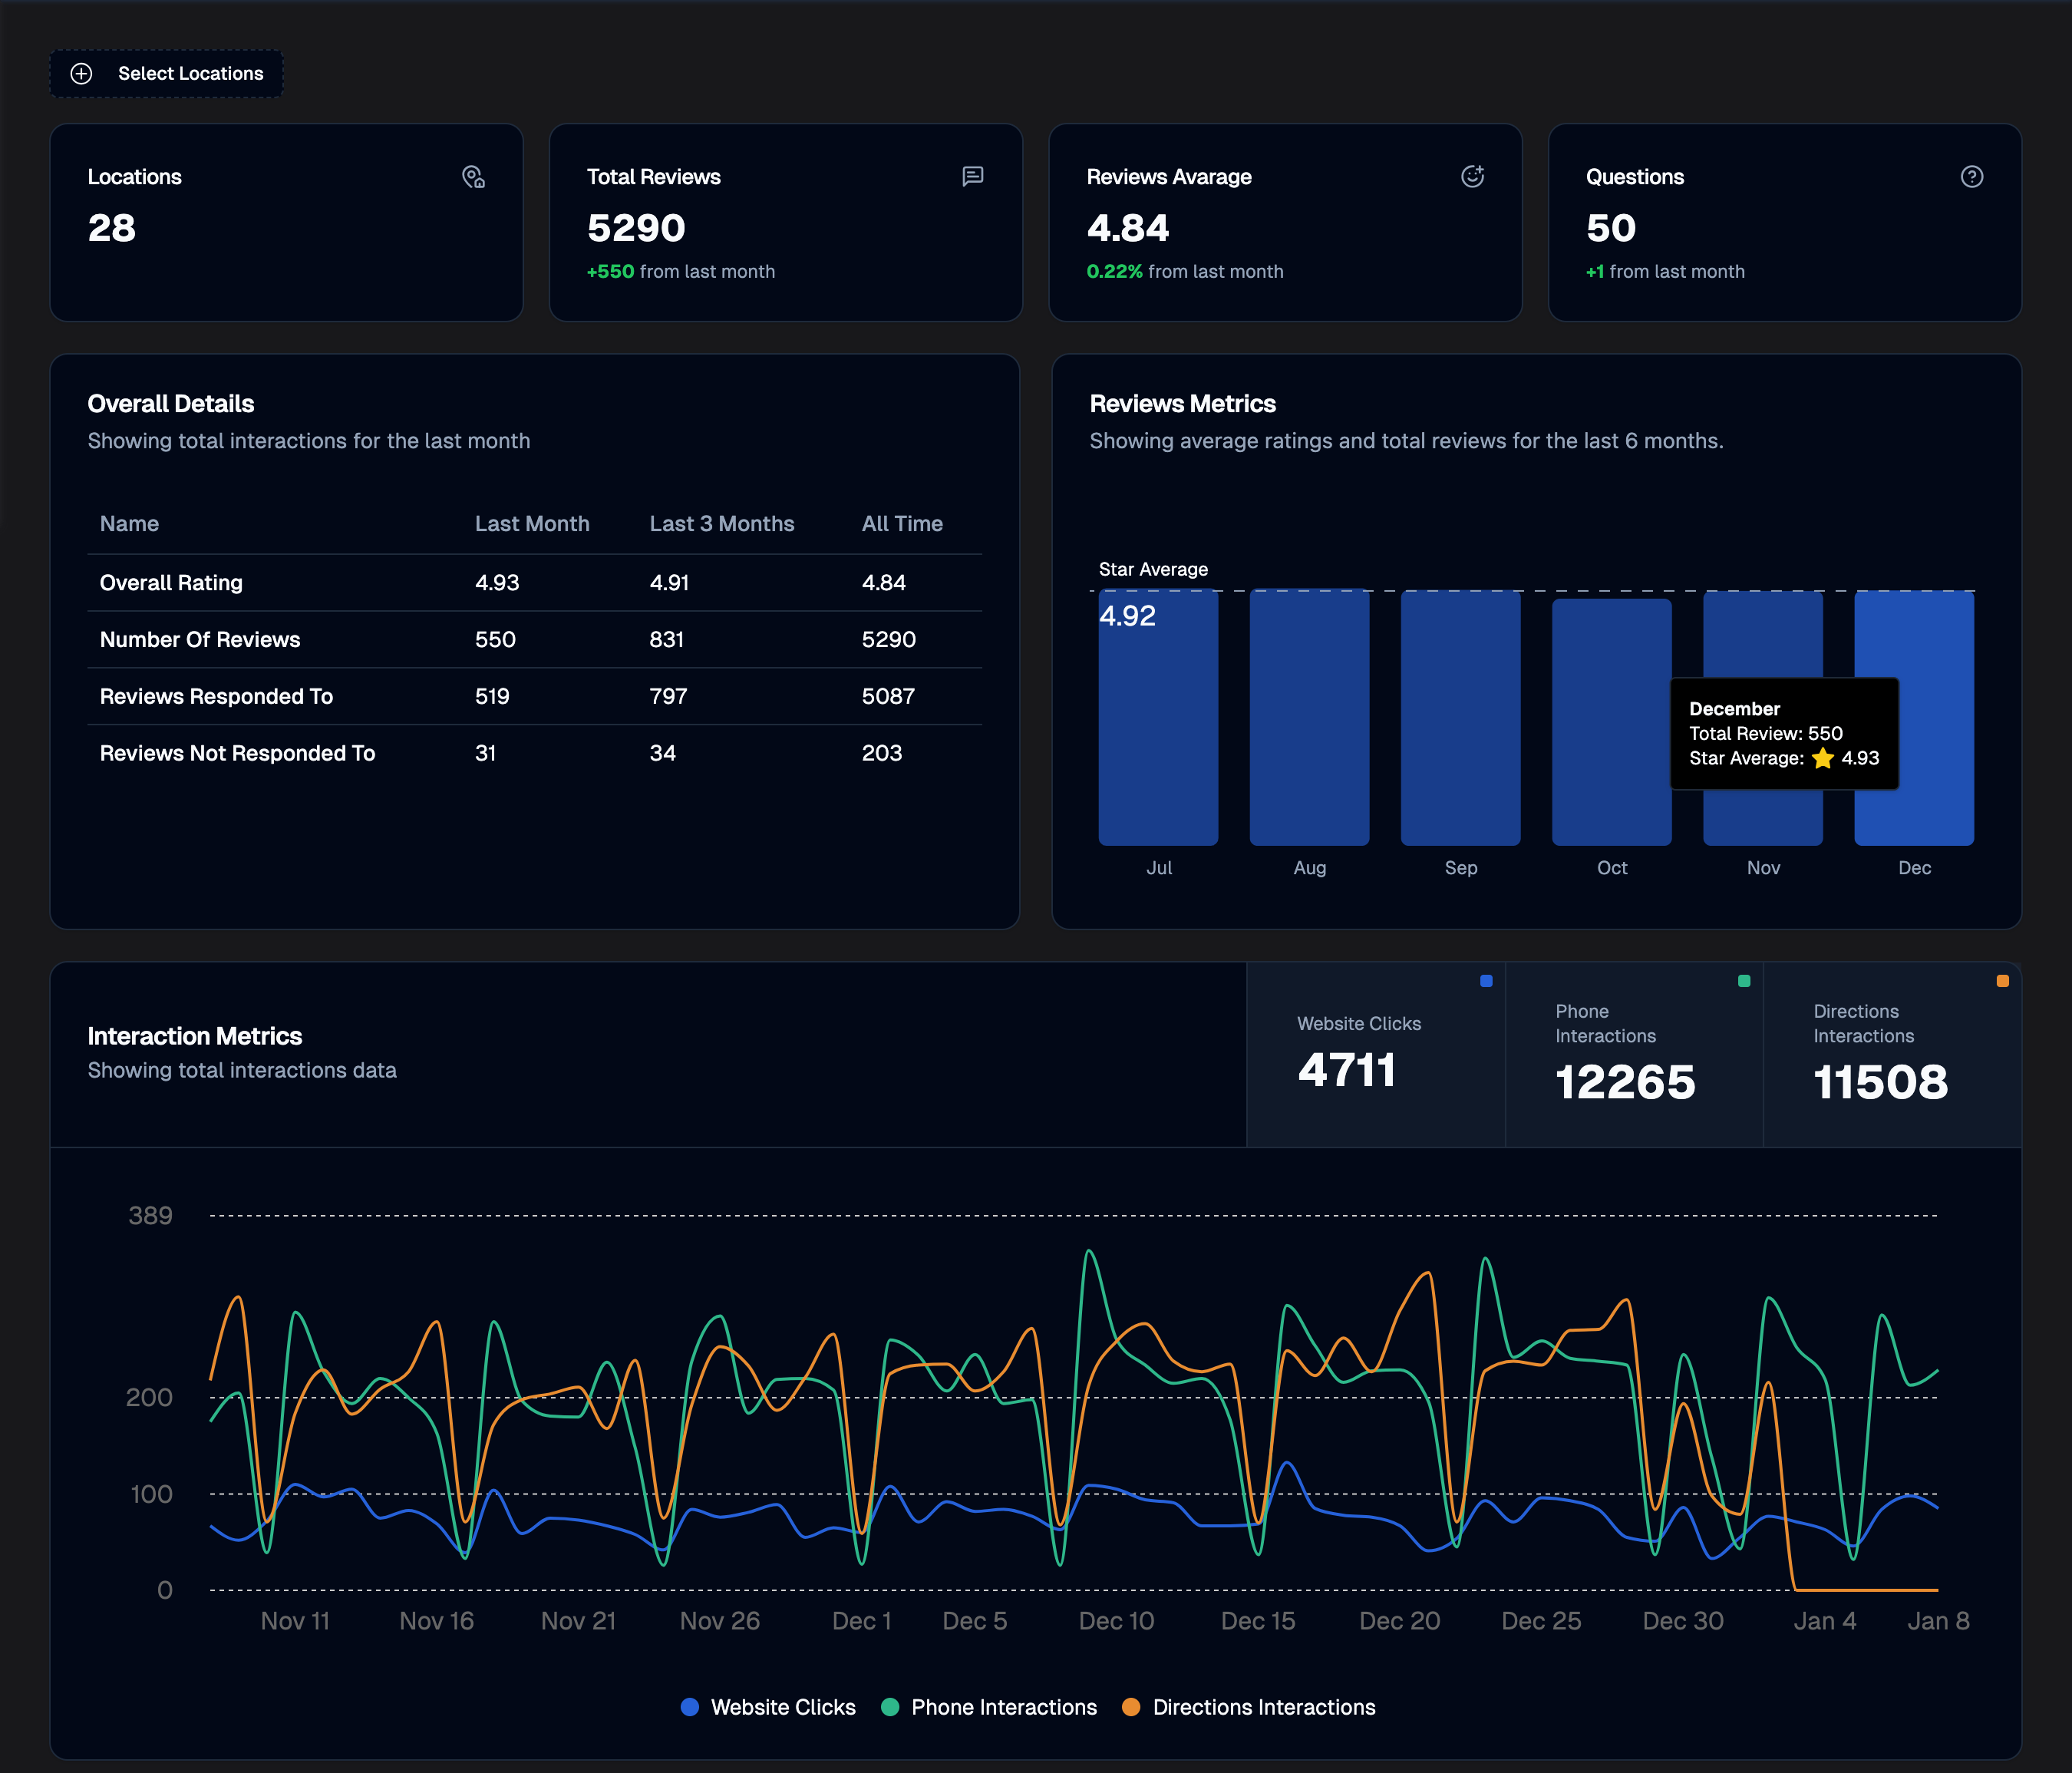 Select Locations
Locations
28
Total Reviews
5290
+550 from last month
Reviews Avarage
4.84
0.22% from last month
Questions
50
+1 from last month
Overall Details
Showing total interactions for the last month
Name Last Month Last 3 Months All Time
Overall Rating 4.93 4.91 4.84
Number Of Reviews 550 831 5290
Reviews Responded To 519 797 5087
Reviews Not Responded To 31 34 203
Reviews Metrics
Showing average ratings and total reviews for the last 6 months.
Star Average
4.92
December
Total Review: 550
Star Average: ⭐ 4.93
Jul Aug Sep Oct Nov Dec
Interaction Metrics
Showing total interactions data
Website Clicks
4711
Phone
Interactions
12265
Directions
Interactions
11508
389
200
100
0
Nov 11 Nov 16 Nov 21 Nov 26 Dec 1 Dec 5 Dec 10 Dec 15 Dec 20 Dec 25 Dec 30 Jan 4 Jan 8
Website Clicks Phone Interactions Directions Interactions